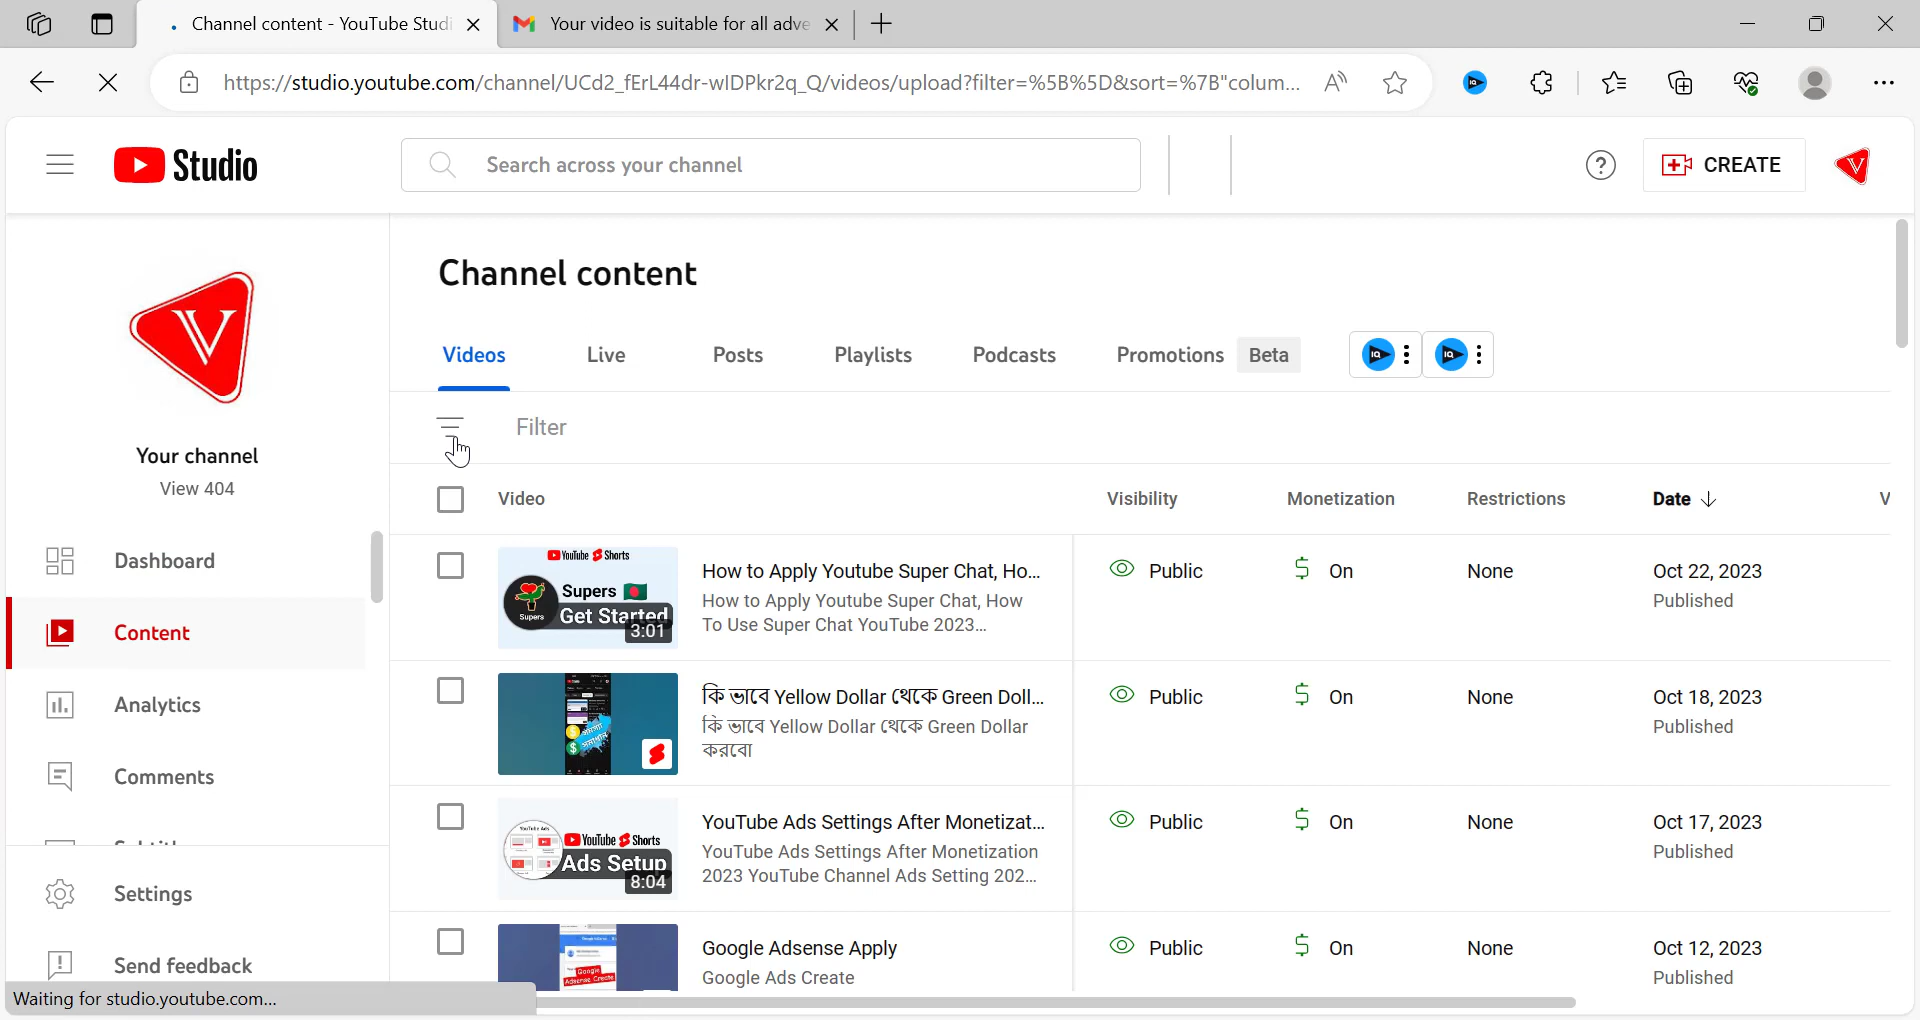 Channel content - YouTube Studi
Your video is suitable for all adve
https://studio.youtube.com/channel/UCd2_fErL44dr-wIDPkr2q_Q/videos/upload?filter=%5B%5D&sort=%7B"colum...
Studio
Search across your channel
CREATE
Channel content
Videos Live Posts Playlists Podcasts Promotions Beta
Filter
Your channel
View 404
Dashboard
Content
Analytics
Comments
Settings
Send feedback
Video Visibility Monetization Restrictions Date V
YouTube Shorts
Supers
Supers
Get Started
3:01
How to Apply Youtube Super Chat, Ho...
How to Apply Youtube Super Chat, How
To Use Super Chat YouTube 2023...
Public On None Oct 22, 2023
Published
কি ভাবে Yellow Dollar থেকে Green Doll...
কি ভাবে Yellow Dollar থেকে Green Dollar
করবো
Public On None Oct 18, 2023
Published
YouTube Ads
YouTube Shorts
Ads Setup
8:04
YouTube Ads Settings After Monetizat...
YouTube Ads Settings After Monetization
2023 YouTube Channel Ads Setting 202...
Public On None Oct 17, 2023
Published
Google
Adsense Create
Google Adsense Apply
Google Ads Create
Public On None Oct 12, 2023
Published
Waiting for studio.youtube.com...